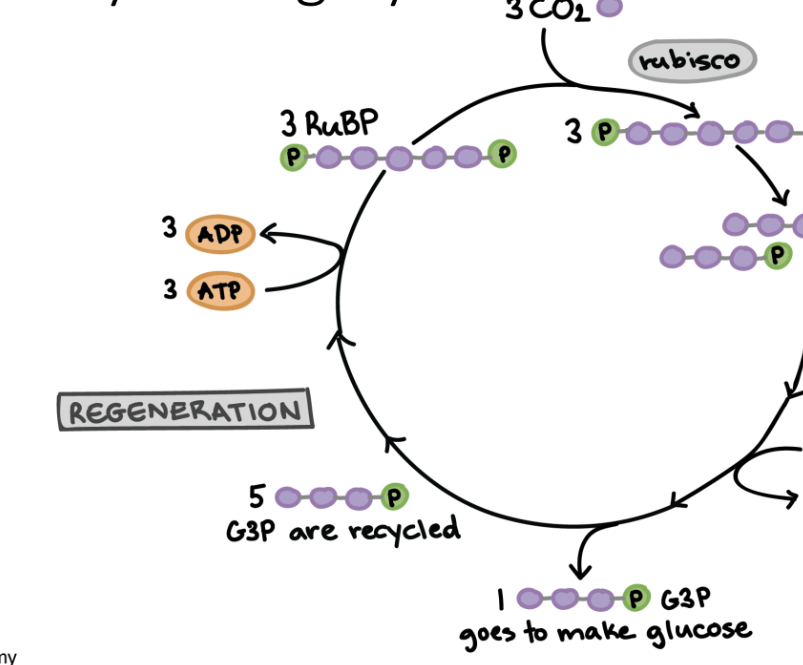 3 CO2
rubisco
3 RuBP
P P
3 P
P
3 ADP
3 ATP
REGENERATION
5 P
G3P are recycled
1 P G3P
goes to make glucose
my